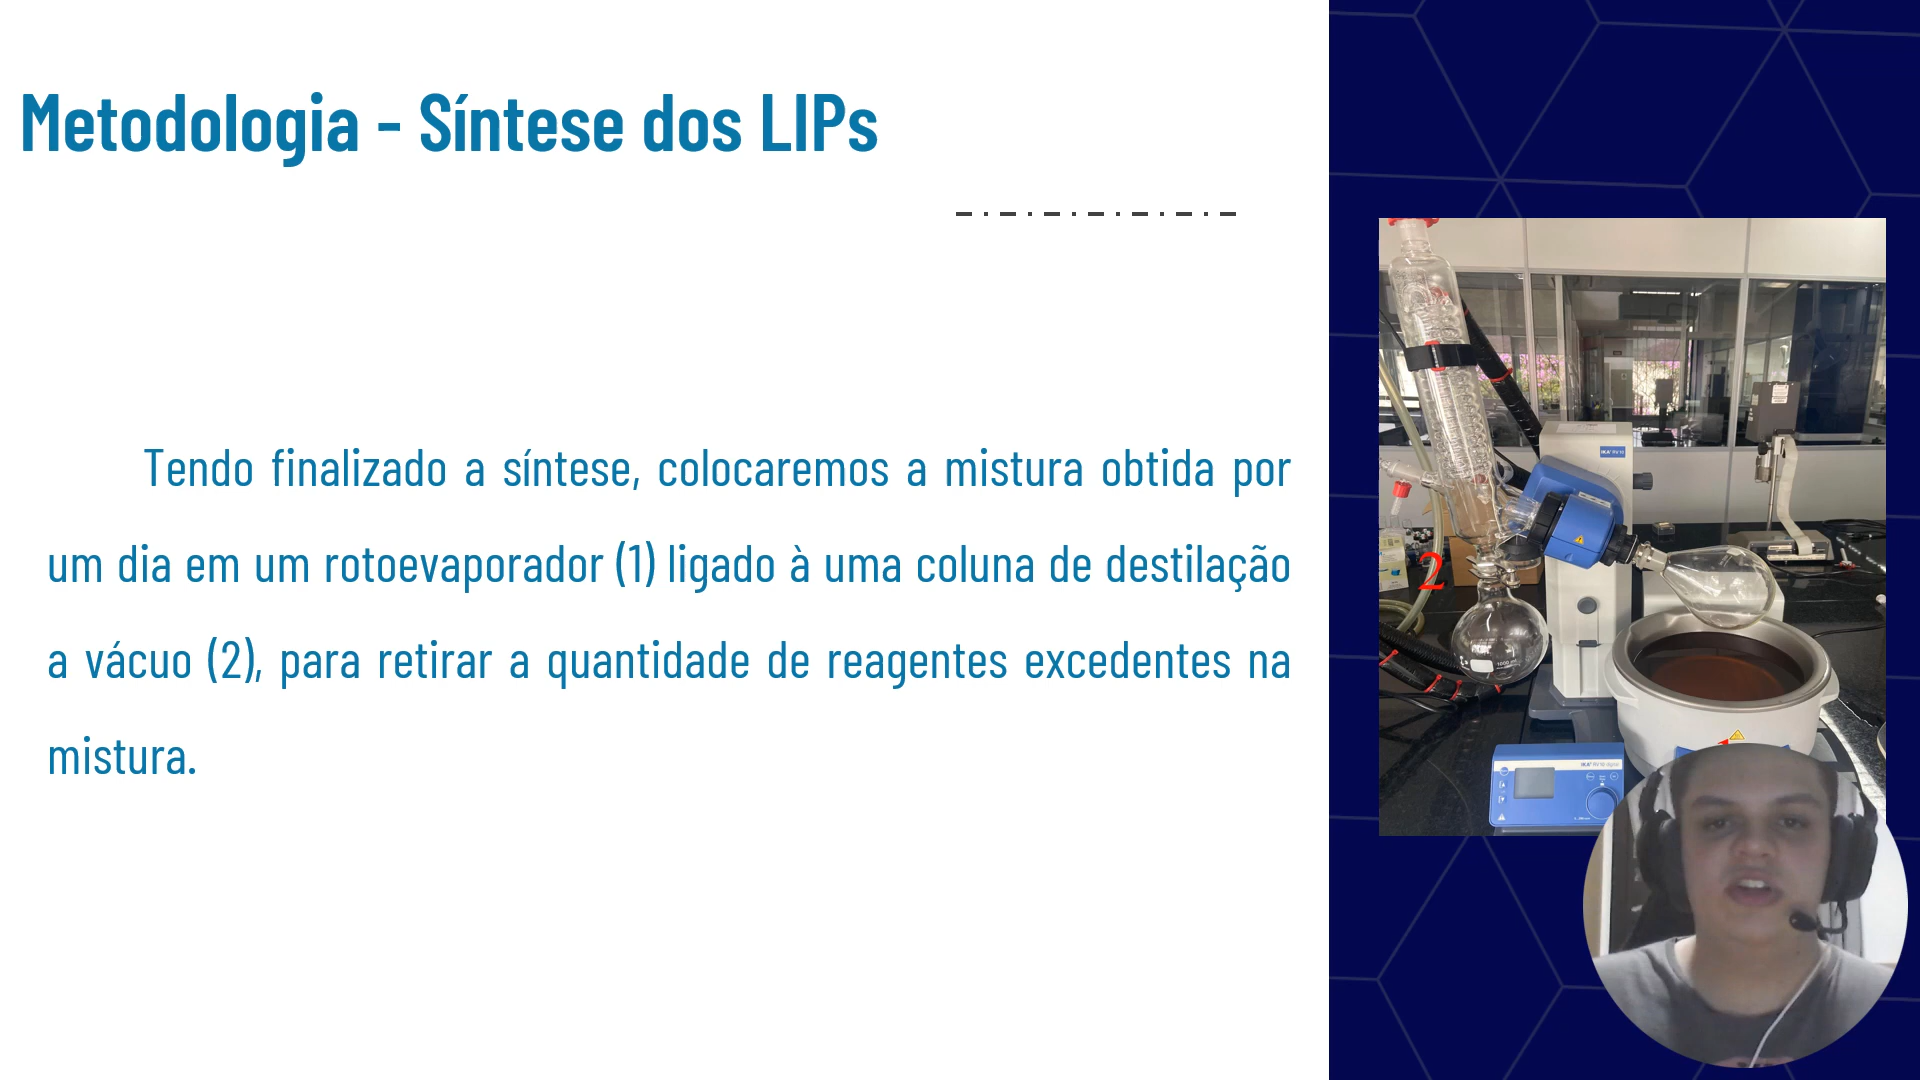 Metodologia - Síntese dos LIPs
Tendo finalizado a síntese, colocaremos a mistura obtida por
um dia em um rotoevaporador (1) ligado à uma coluna de destilação
a vácuo (2), para retirar a quantidade de reagentes excedentes na
mistura.
2